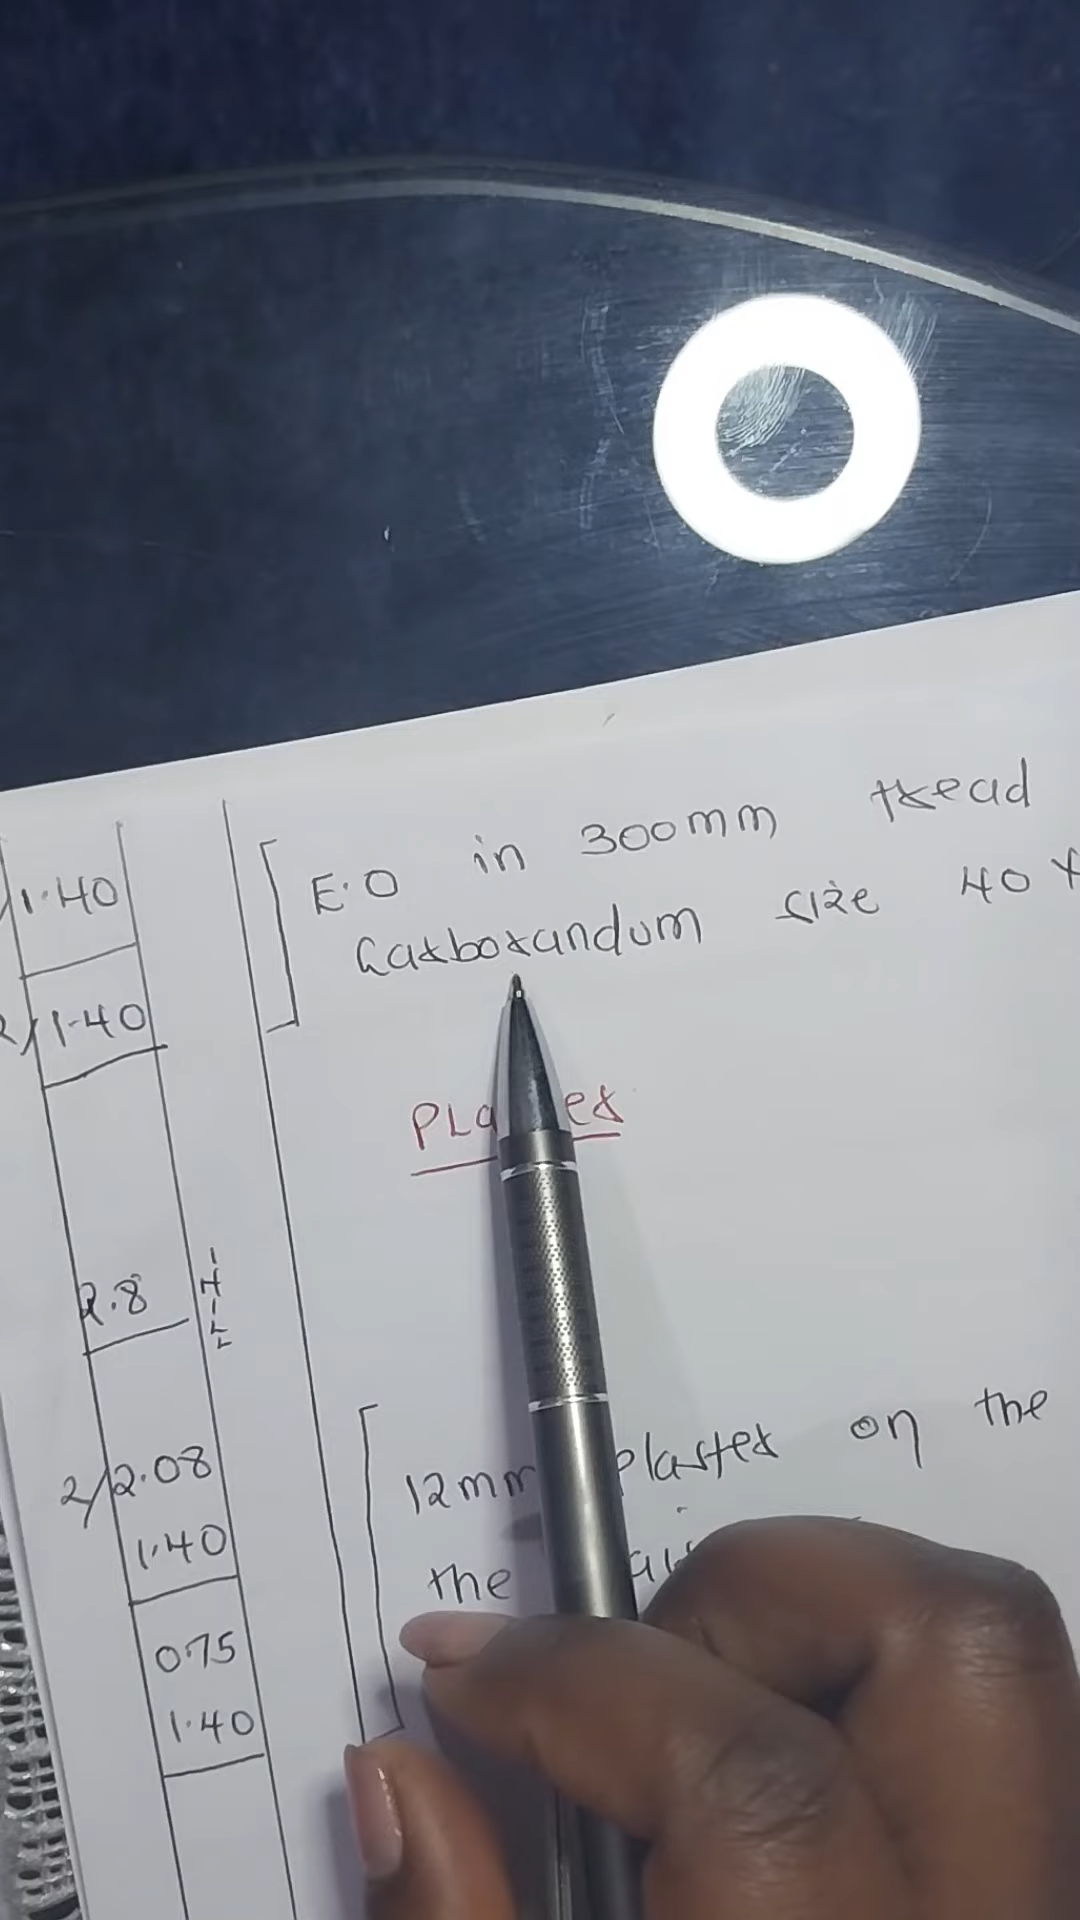 1.40
E.O in 300mm tread
Carborandum size 40 x
2/1.40
2.8
12mm plaster on the
2/2.08
1.40
the
0.75
1.40